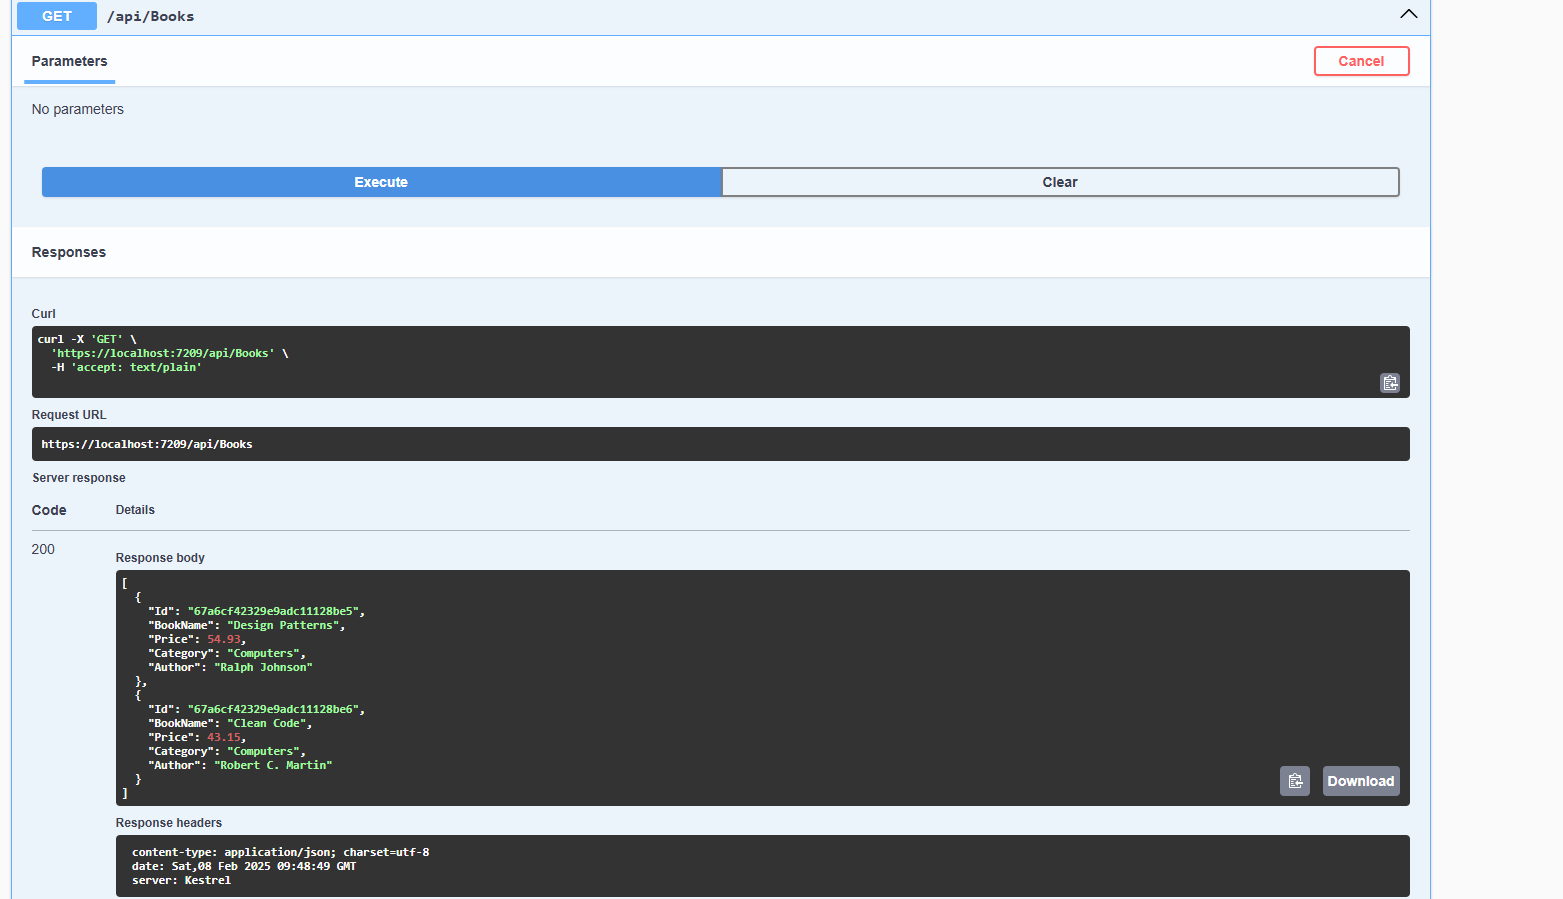 GET /api/Books
Parameters
Cancel
No parameters
Execute
Clear
Responses
Curl
curl -X 'GET' \
  'https://localhost:7209/api/Books' \
  -H 'accept: text/plain'
Request URL
https://localhost:7209/api/Books
Server response
Code Details
200
Response body
[
  {
    "Id": "67a6cf42329e9adc11128be5",
    "BookName": "Design Patterns",
    "Price": 54.93,
    "Category": "Computers",
    "Author": "Ralph Johnson"
  },
  {
    "Id": "67a6cf42329e9adc11128be6",
    "BookName": "Clean Code",
    "Price": 43.15,
    "Category": "Computers",
    "Author": "Robert C. Martin"
  }
]
Download
Response headers
content-type: application/json; charset=utf-8
date: Sat,08 Feb 2025 09:48:49 GMT
server: Kestrel